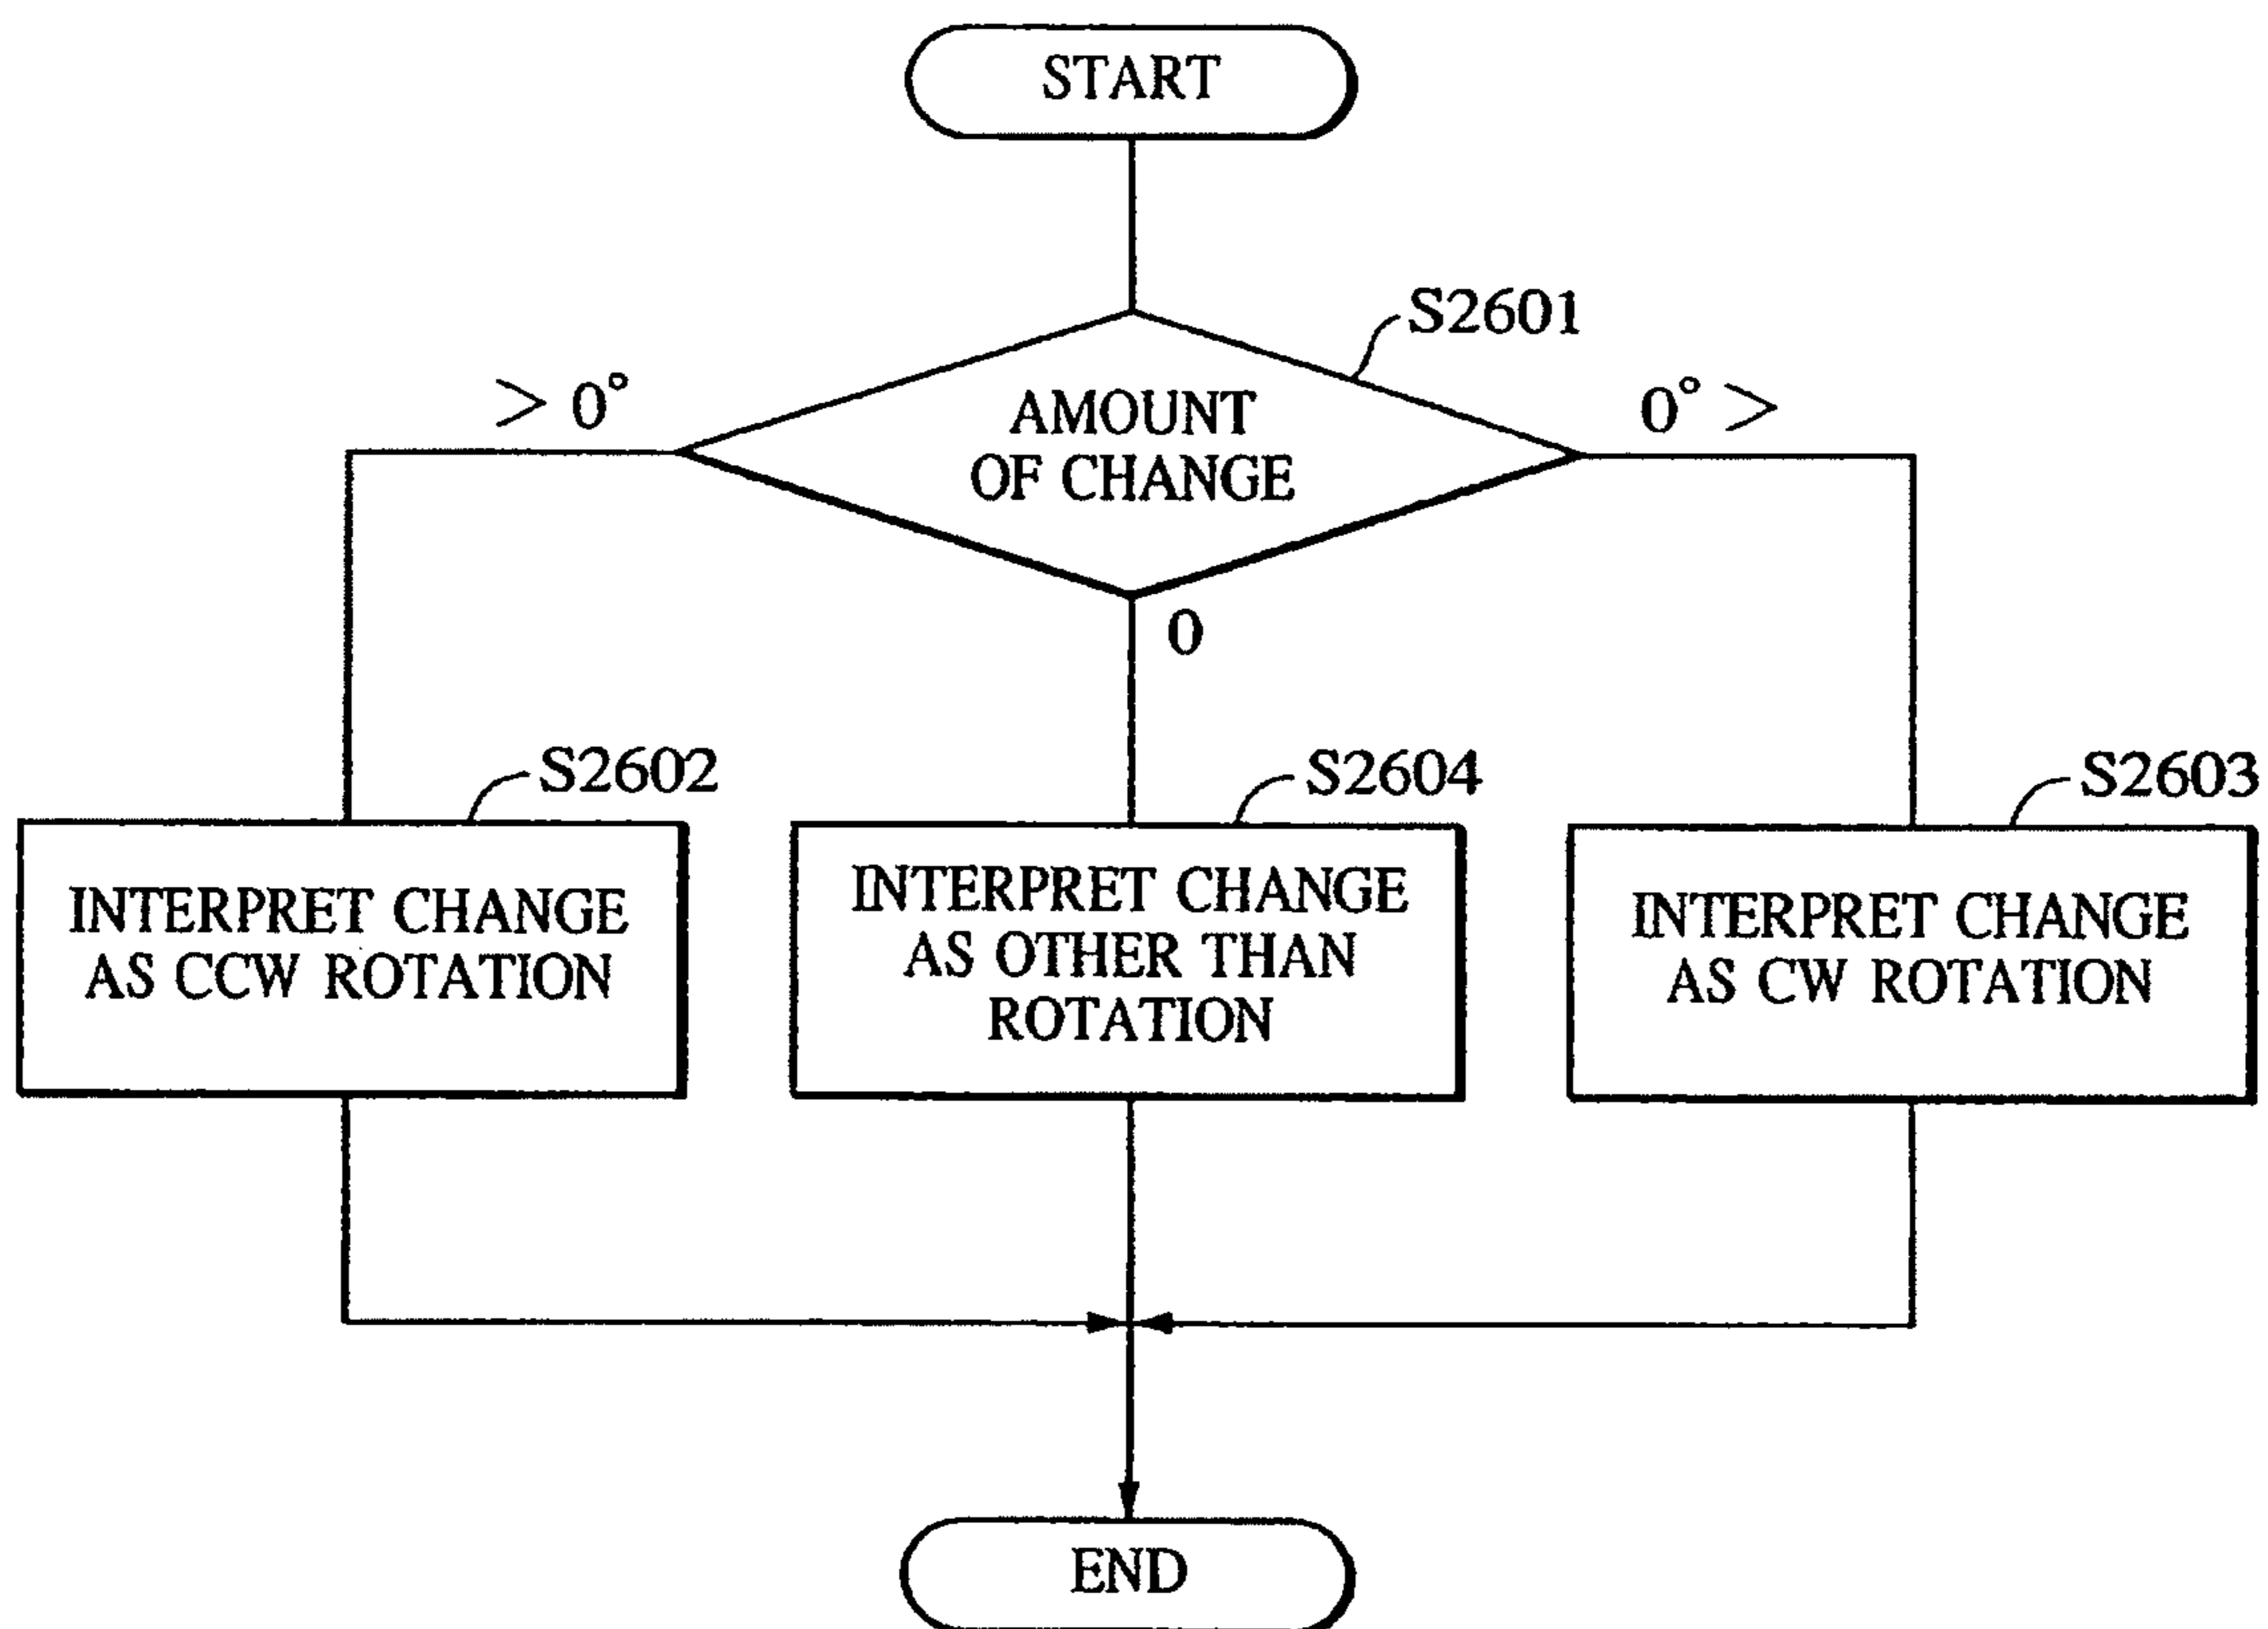 START
S2601
> 0°
AMOUNT
OF CHANGE
0° >
0
S2602
INTERPRET CHANGE
AS CCW ROTATION
S2604
INTERPRET CHANGE
AS OTHER THAN
ROTATION
S2603
INTERPRET CHANGE
AS CW ROTATION
END